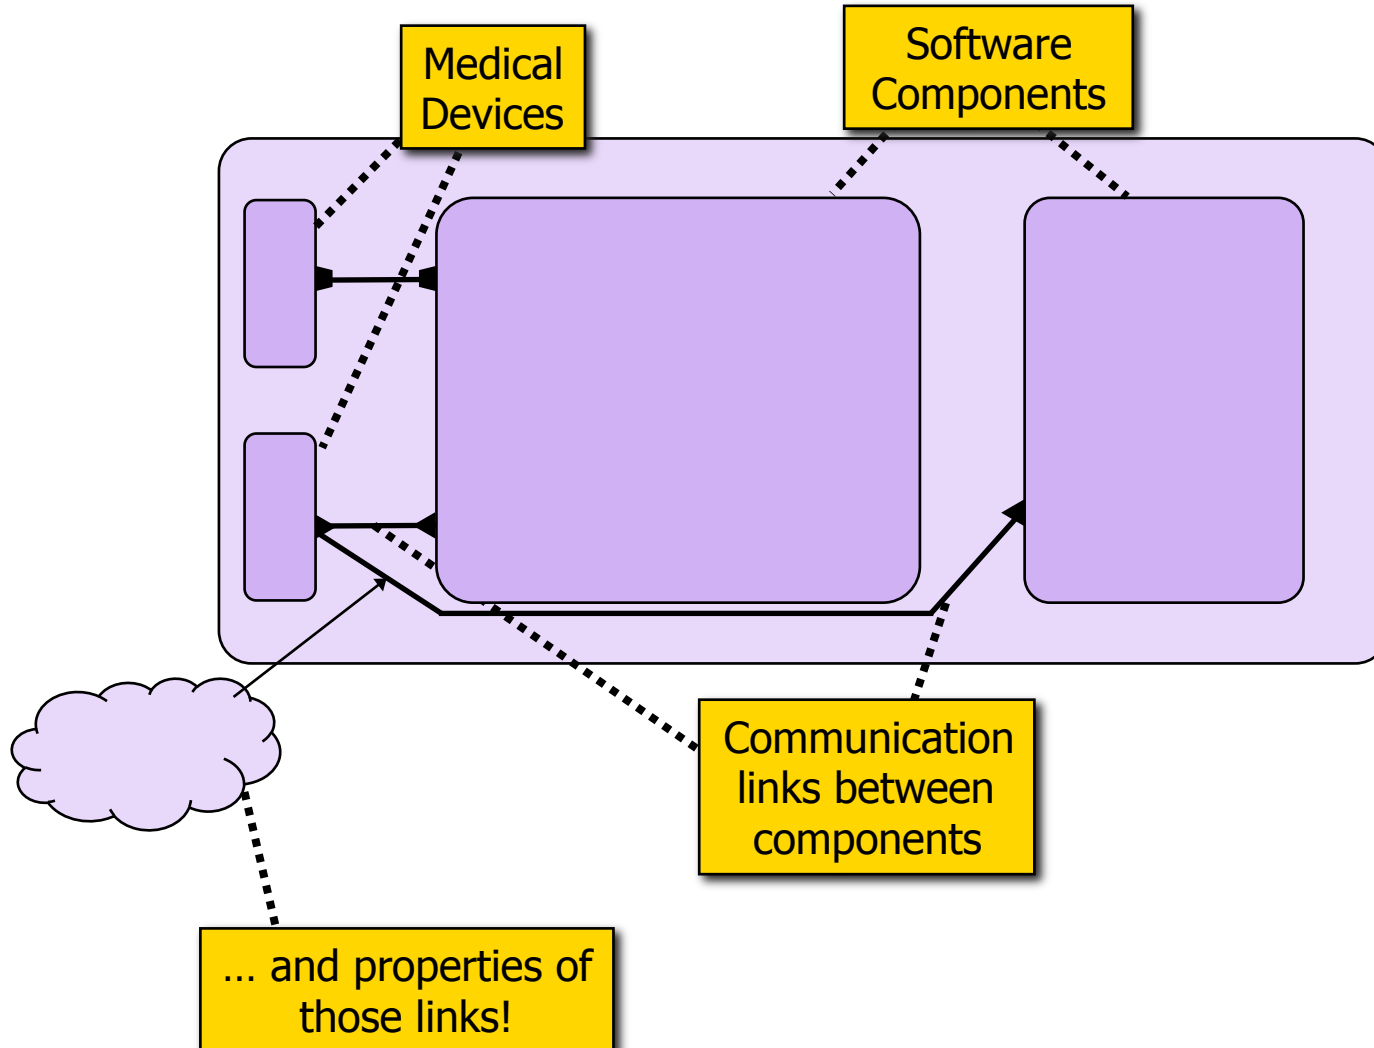 Medical
Devices
Software
Components
Communication
links between
components
... and properties of
those links!